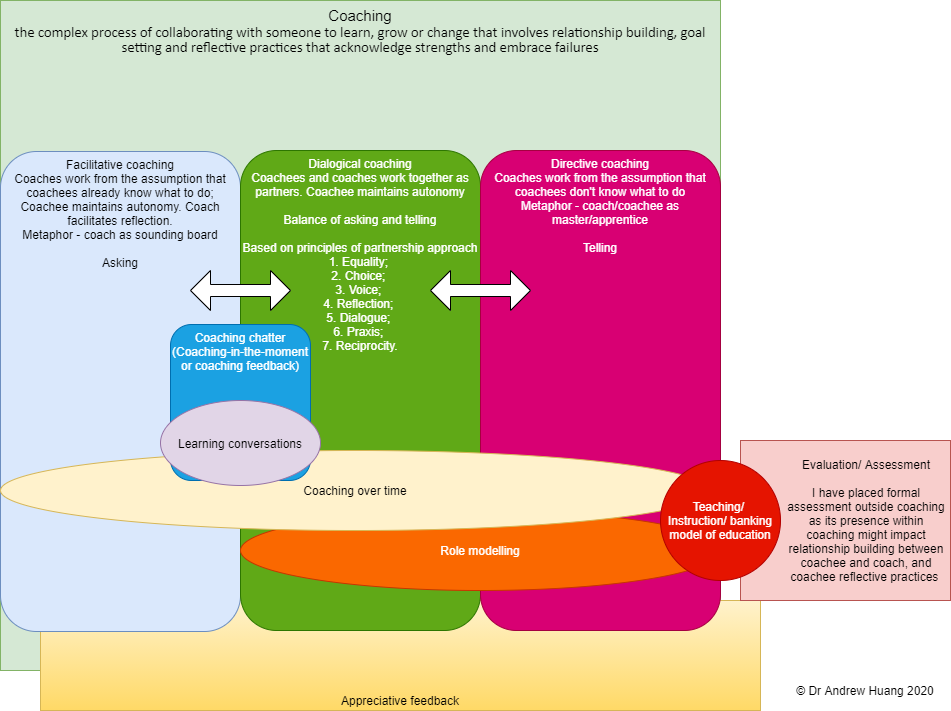 Coaching
the complex process of collaborating with someone to learn, grow or change that involves relationship building, goal
setting and reflective practices that acknowledge strengths and embrace failures
Facilitative coaching
Coaches work from the assumption that
coachees already know what to do;
Coachee maintains autonomy. Coach
facilitates reflection.
Metaphor - coach as sounding board
Asking
Dialogical coaching
Coachees and coaches work together as
partners. Coachee maintains autonomy
Balance of asking and telling
Based on principles of partnership approach
1. Equality;
2. Choice;
3. Voice;
4. Reflection;
5. Dialogue;
6. Praxis;
7. Reciprocity.
Directive coaching
Coaches work from the assumption that
coachees don't know what to do
Metaphor - coach/coachee as
master/apprentice
Telling
Coaching chatter
(Coaching-in-the-moment
or coaching feedback)
Learning conversations
Coaching over time
Role modelling
Teaching/
Instruction/ banking
model of education
Evaluation/ Assessment
I have placed formal
assessment outside coaching
as its presence within
coaching might impact
relationship building between
coachee and coach, and
coachee reflective practices
Appreciative feedback
© Dr Andrew Huang 2020